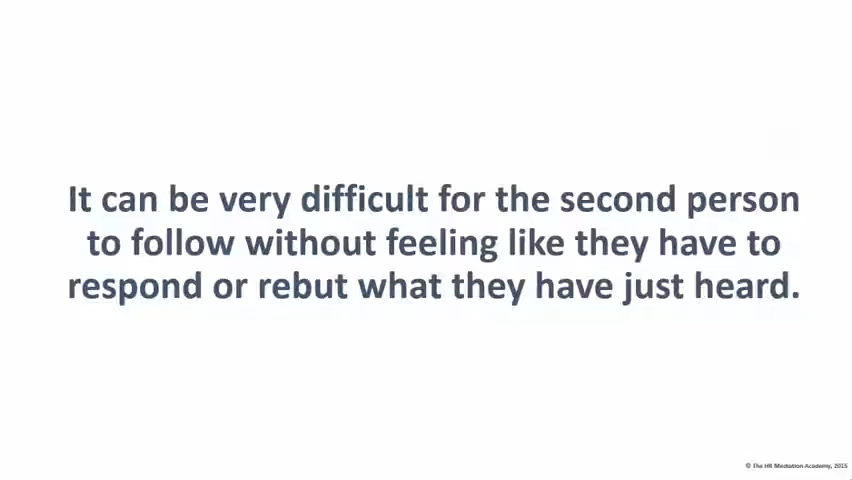 It can be very difficult for the second person
to follow without feeling like they have to
respond or rebut what they have just heard.
© The HR Mediation Academy, 2015